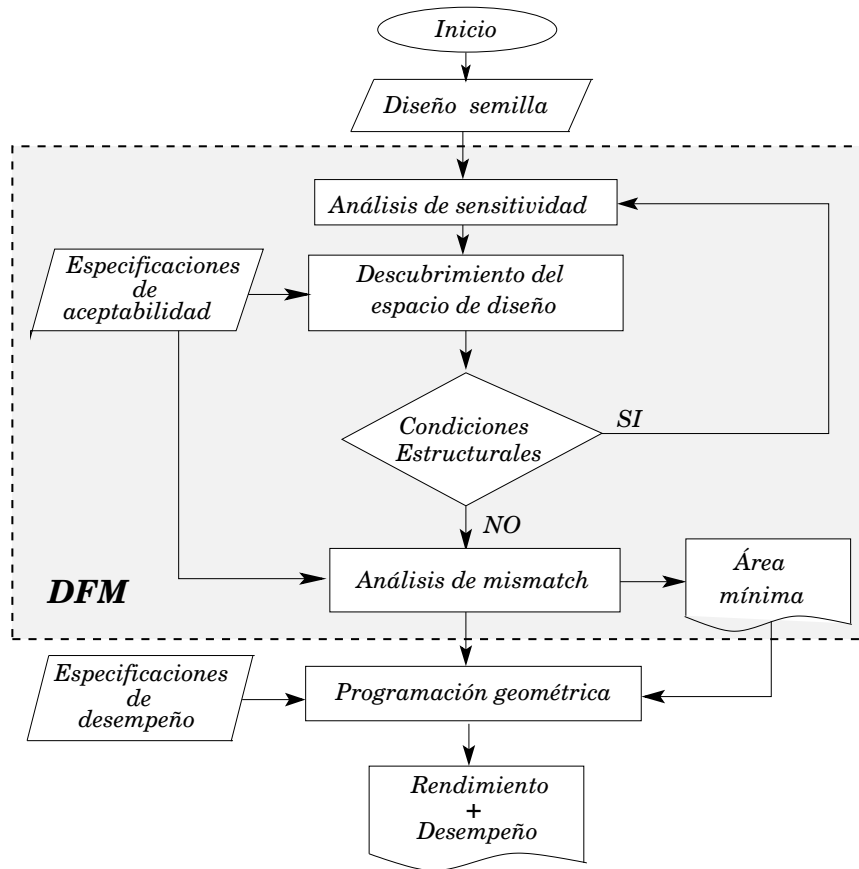 Inicio
Diseño semilla
Análisis de sensitividad
Especificaciones
de
aceptabilidad
Descubrimiento del
espacio de diseño
Condiciones
Estructurales
SI
NO
Análisis de mismatch
Área
mínima
DFM
Especificaciones
de
desempeño
Programación geométrica
Rendimiento
+
Desempeño